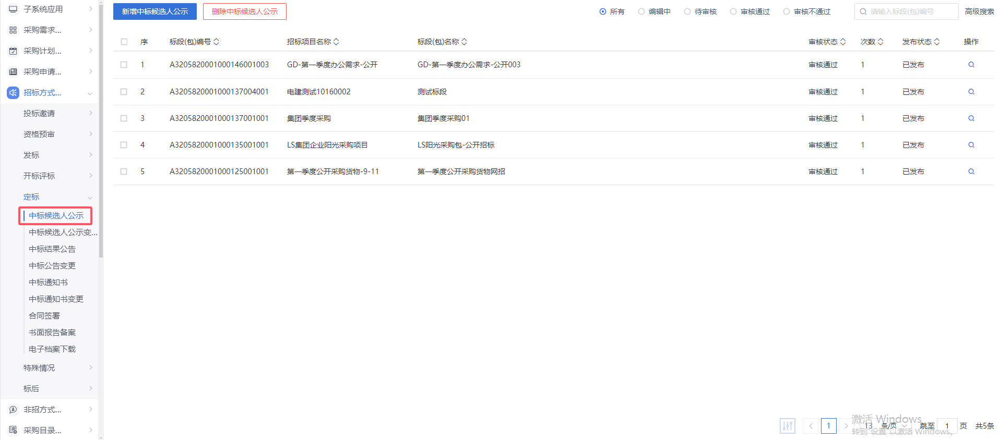 子系统应用
采购需求...
采购计划...
采购申请...
招标方式...
投标邀请
资格预审
发标
开标评标
定标
中标候选人公示
中标候选人公示变...
中标结果公告
中标公告变更
中标通知书
中标通知书变更
合同签署
书面报告备案
电子档案下载
特殊情况
标后
非招方式...
采购目录...
新增中标候选人公示 删除中标候选人公示 所有 编辑中 待审核 审核通过 审核不通过 请输入标段(包)编号 高级搜索
序 标段(包)编号 招标项目名称 标段(包)名称 审核状态 次数 发布状态 操作
1 A3205820001000146001003 GD-第一季度办公需求-公开 GD-第一季度办公需求-公开003 审核通过 1 已发布
2 A3205820001000137004001 电建测试10160002 测试标段 审核通过 1 已发布
3 A3205820001000137001001 集团季度采购 集团季度采购01 审核通过 1 已发布
4 A3205820001000135001001 LS集团企业阳光采购项目 LS阳光采购包-公开招标 审核通过 1 已发布
5 A3205820001000125001001 第一季度公开采购货物-9-11 第一季度公开采购货物网招 审核通过 1 已发布
激活 Windows
1 13 条/页 跳至 1 页 共5条
转到"设置"以激活 Windows。